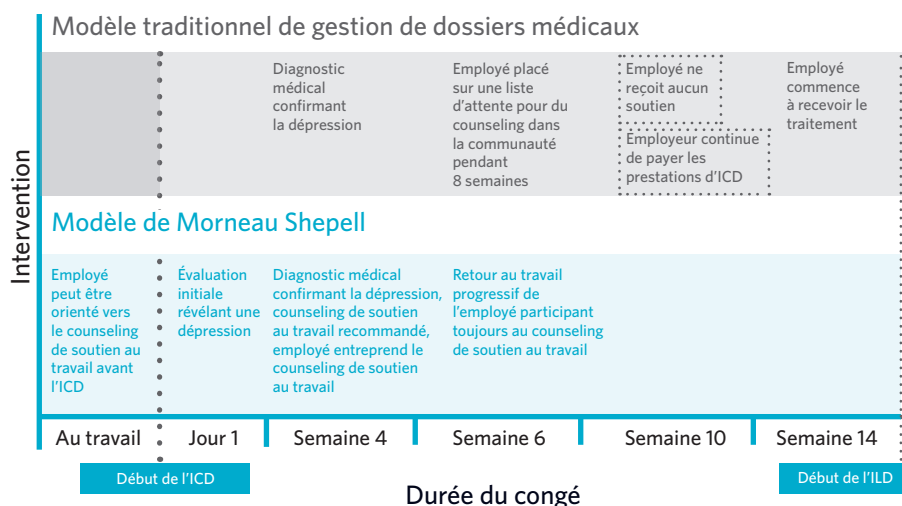 Modèle traditionnel de gestion de dossiers médicaux
Diagnostic
médical
confirmant
la dépression
Employé placé
sur une liste
d'attente pour du
counseling dans
la communauté
pendant
8 semaines
Employé ne
reçoit aucun
soutien
Employeur continue
de payer les
prestations d'ICD
Employé
commence
à recevoir le
traitement
Intervention
Modèle de Morneau Shepell
Employé
peut être
orienté vers
le counseling
de soutien au
travail avant
l'ICD
Évaluation
initiale
révélant une
dépression
Diagnostic médical
confirmant la dépression,
counseling de soutien
au travail recommandé,
employé entreprend le
counseling de soutien
au travail
Retour au travail
progressif de
l'employé participant
toujours au counseling
de soutien au travail
Au travail
Jour 1
Semaine 4
Semaine 6
Semaine 10
Semaine 14
Début de l'ICD
Début de l'ILD
Durée du congé